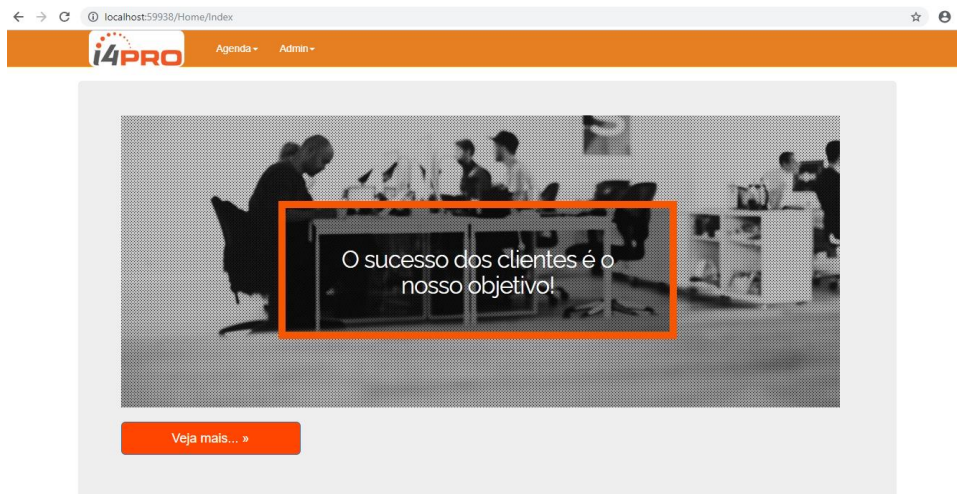 localhost:59938/Home/Index
i4PRO
Agenda
Admin
S
O sucesso dos clientes é o
nosso objetivo!
Veja mais... »